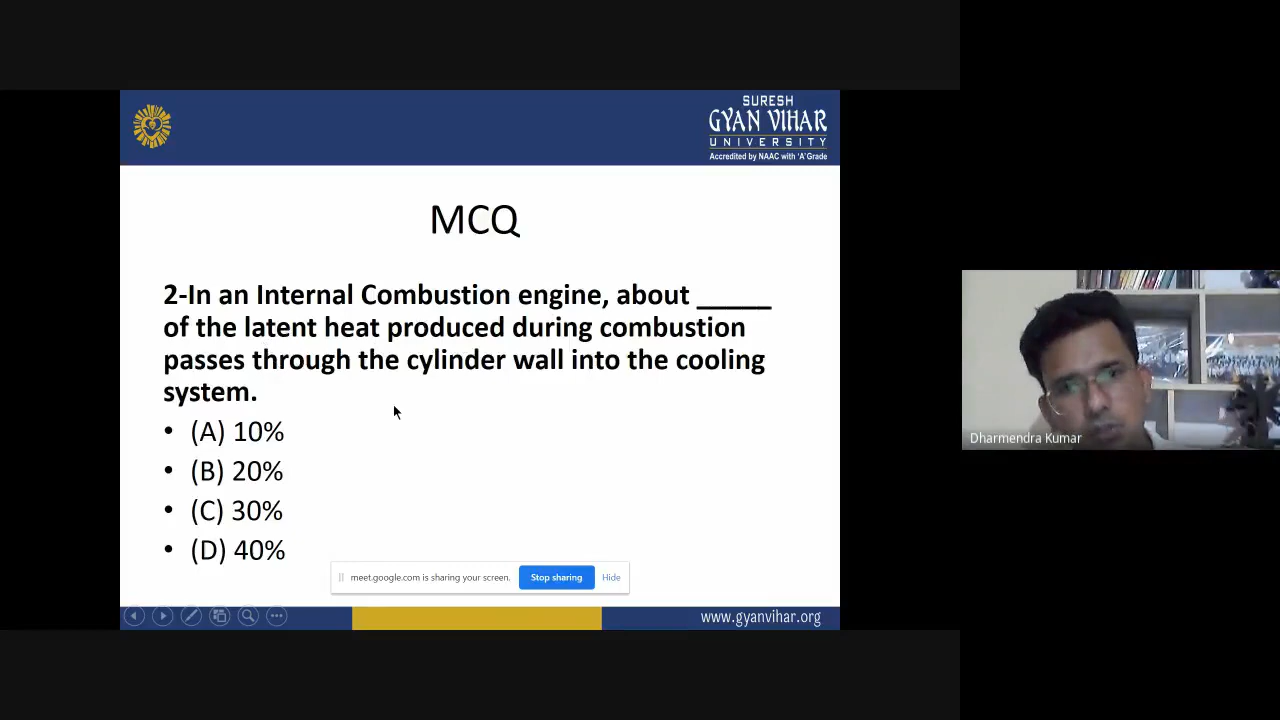 SURESH
GYAN VIHAR
UNIVERSITY
Accredited by NAAC with 'A' Grade
MCQ
2-In an Internal Combustion engine, about _____
of the latent heat produced during combustion
passes through the cylinder wall into the cooling
system.
• (A) 10%
• (B) 20%
• (C) 30%
• (D) 40%
Dharmendra Kumar
meet.google.com is sharing your screen. Stop sharing Hide
www.gyanvihar.org